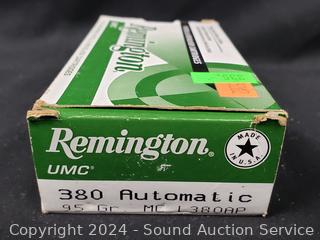 Remington.
Remington
UMC
MADE IN
U.S.A.
380 Automatic
95 Gr. MC L380AP
Copyright © 2024 - Sound Auction Service